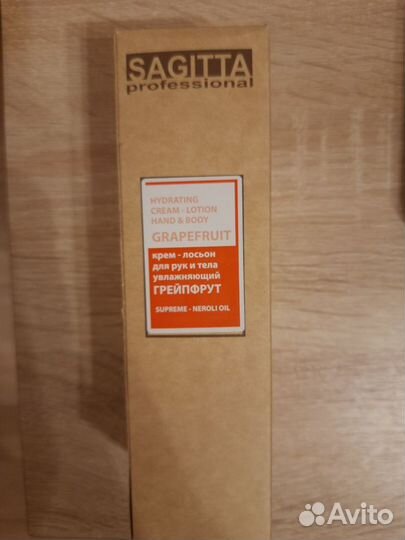 SAGITTA
professional
HYDRATING
CREAM - LOTION
HAND & BODY
GRAPEFRUIT
крем - лосьон
для рук и тела
увлажняющий
ГРЕЙПФРУТ
SUPREME - NEROLI OIL
Avito